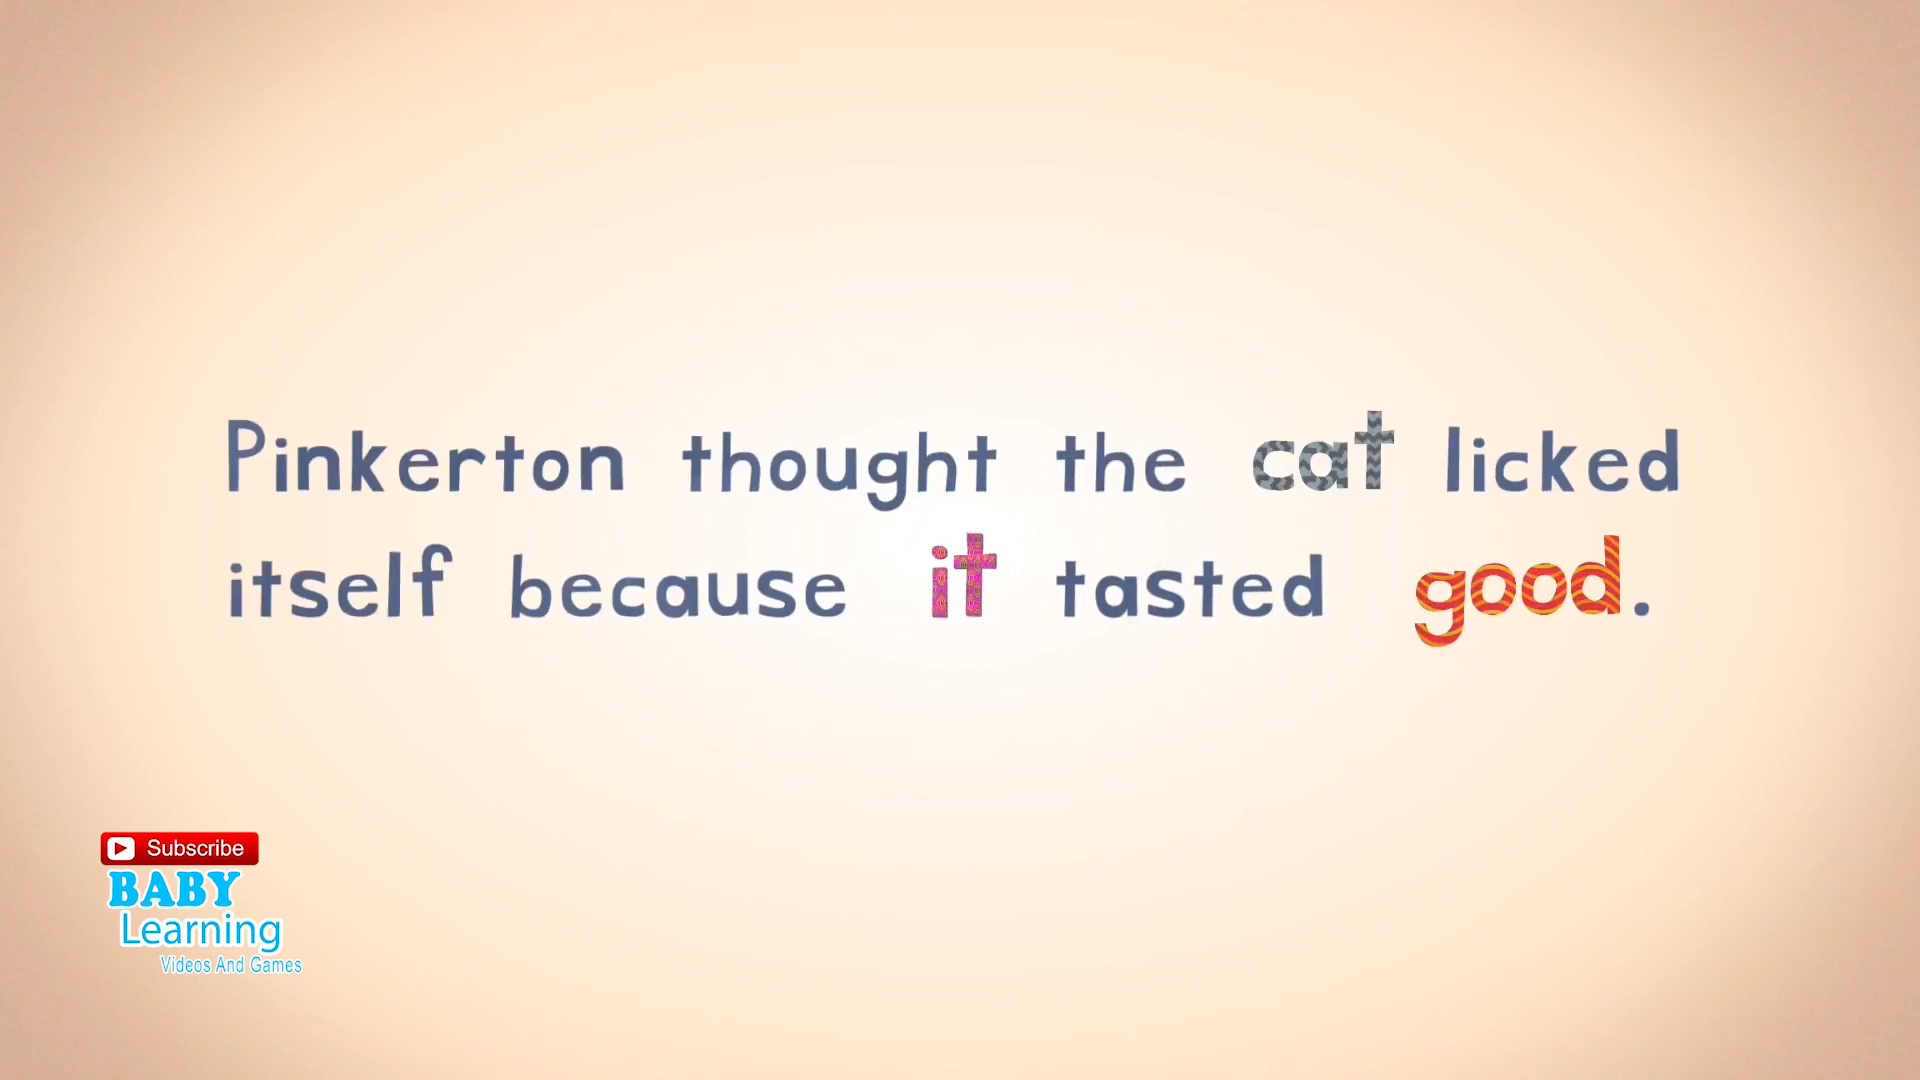 Pinkerton thought the cat licked
itself because it tasted good.
Subscribe
BABY
Learning
Videos And Games